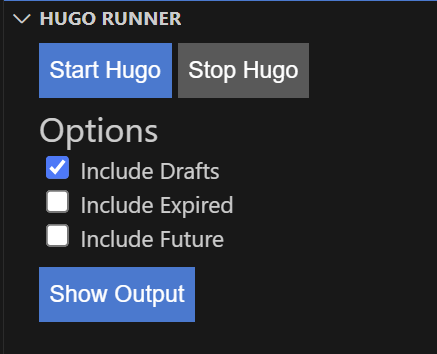 HUGO RUNNER
Start Hugo Stop Hugo
Options
Include Drafts
Include Expired
Include Future
Show Output